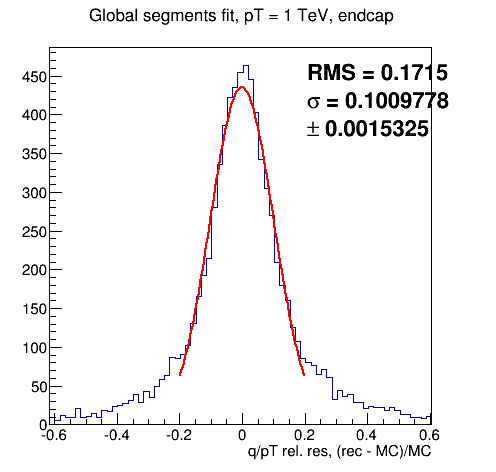 Global segments fit, pT = 1 TeV, endcap
RMS = 0.1715
σ = 0.1009778
± 0.0015325
450
400
350
300
250
200
150
100
50
0
-0.6 -0.4 -0.2 0 0.2 0.4 0.6
q/pT rel. res, (rec - MC)/MC